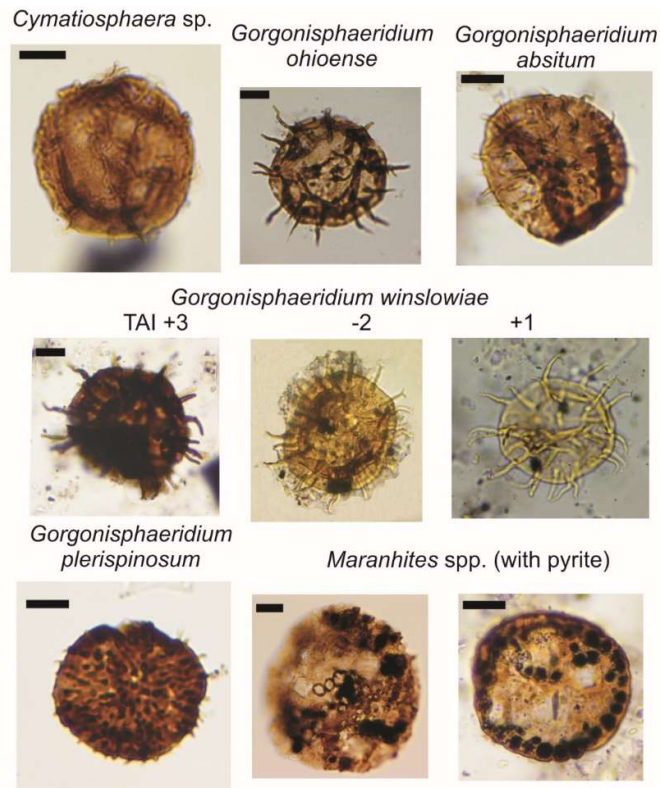 Cymatiosphaera sp.
Gorgonisphaeridium
ohioense
Gorgonisphaeridium
absitum
Gorgonisphaeridium winslowiae
TAI +3
-2
+1
Gorgonisphaeridium
plerispinosum
Maranhites spp. (with pyrite)